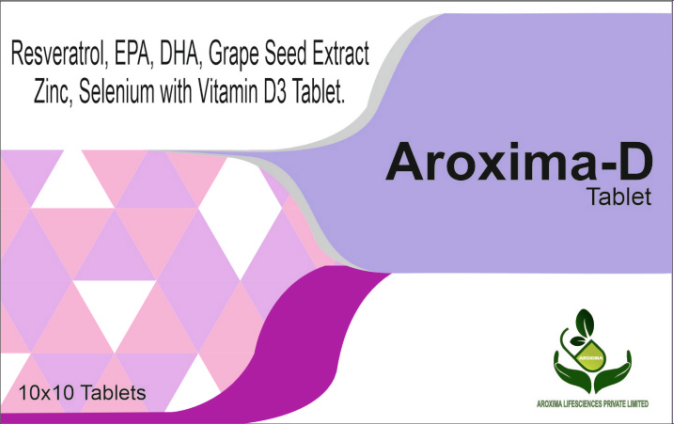 Resveratrol, EPA, DHA, Grape Seed Extract
Zinc, Selenium with Vitamin D3 Tablet.
Aroxima-D
Tablet
10x10 Tablets
AROXIMA
AROXIMA LIFESCIENCES PRIVATE LIMITED